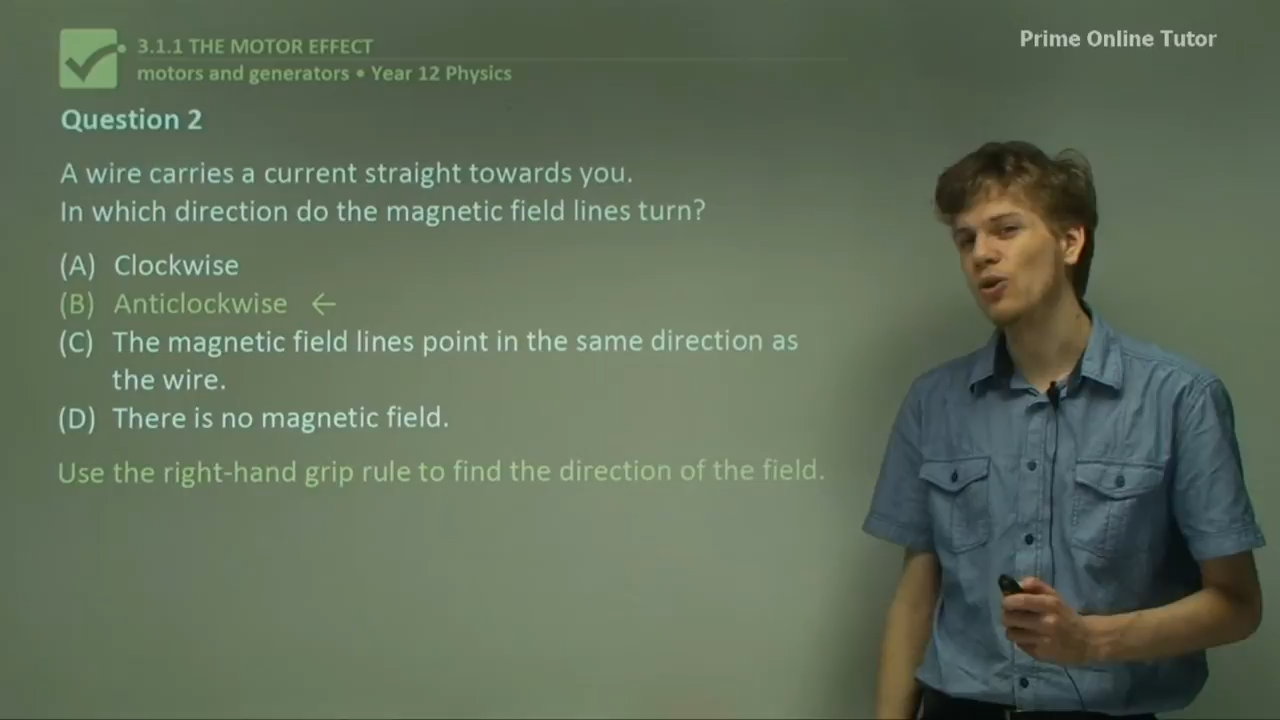 3.1.1 THE MOTOR EFFECT
motors and generators • Year 12 Physics
Prime Online Tutor
Question 2
A wire carries a current straight towards you.
In which direction do the magnetic field lines turn?
(A) Clockwise
(B) Anticlockwise ←
(C) The magnetic field lines point in the same direction as
the wire.
(D) There is no magnetic field.
Use the right-hand grip rule to find the direction of the field.